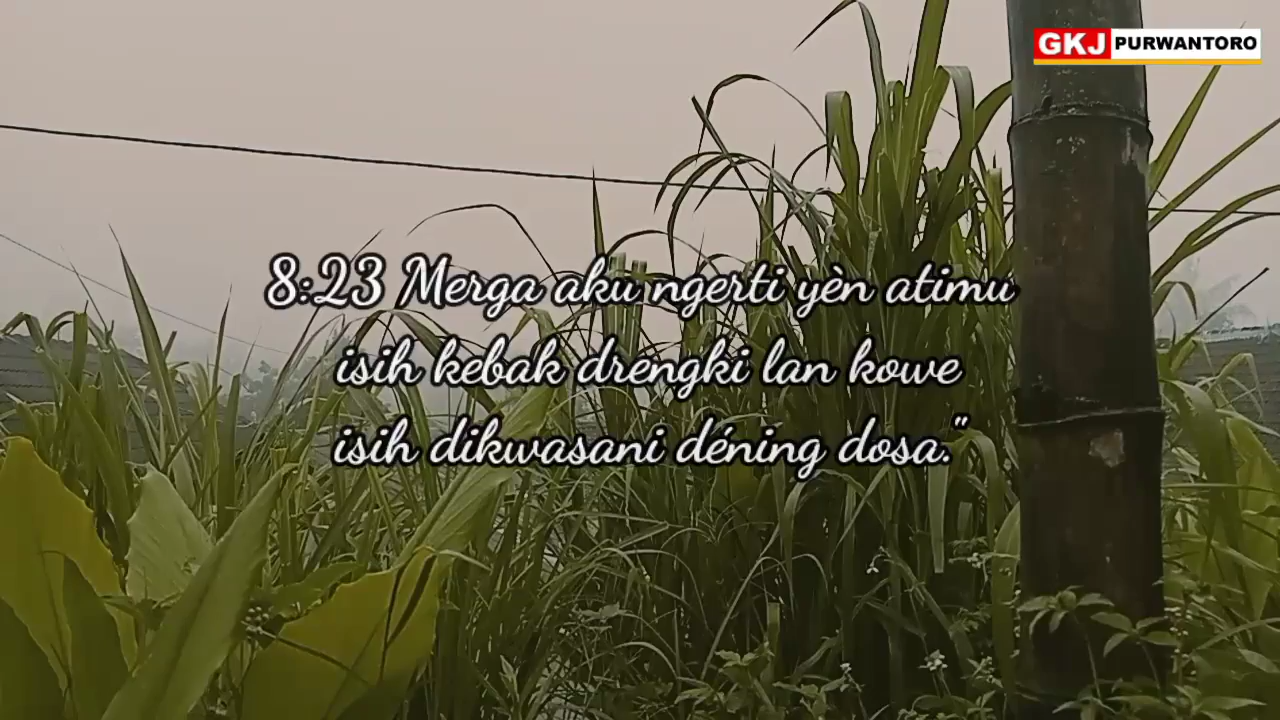 GKJ PURWANTORO
8:23 Merga aku ngerti yèn atimu
isih kebak drengki lan kowe
isih dikwasani déning dosa."